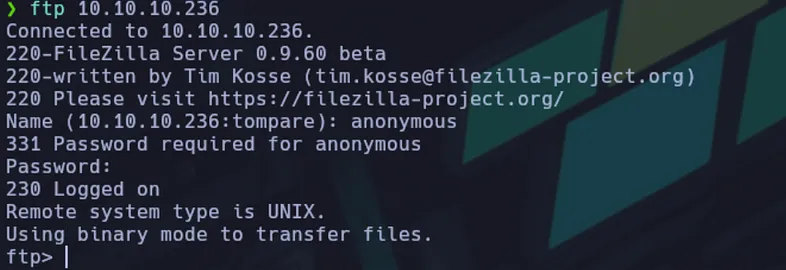 ❯ ftp 10.10.10.236
Connected to 10.10.10.236.
220-FileZilla Server 0.9.60 beta
220-written by Tim Kosse (tim.kosse@filezilla-project.org)
220 Please visit https://filezilla-project.org/
Name (10.10.10.236:tompare): anonymous
331 Password required for anonymous
Password:
230 Logged on
Remote system type is UNIX.
Using binary mode to transfer files.
ftp>